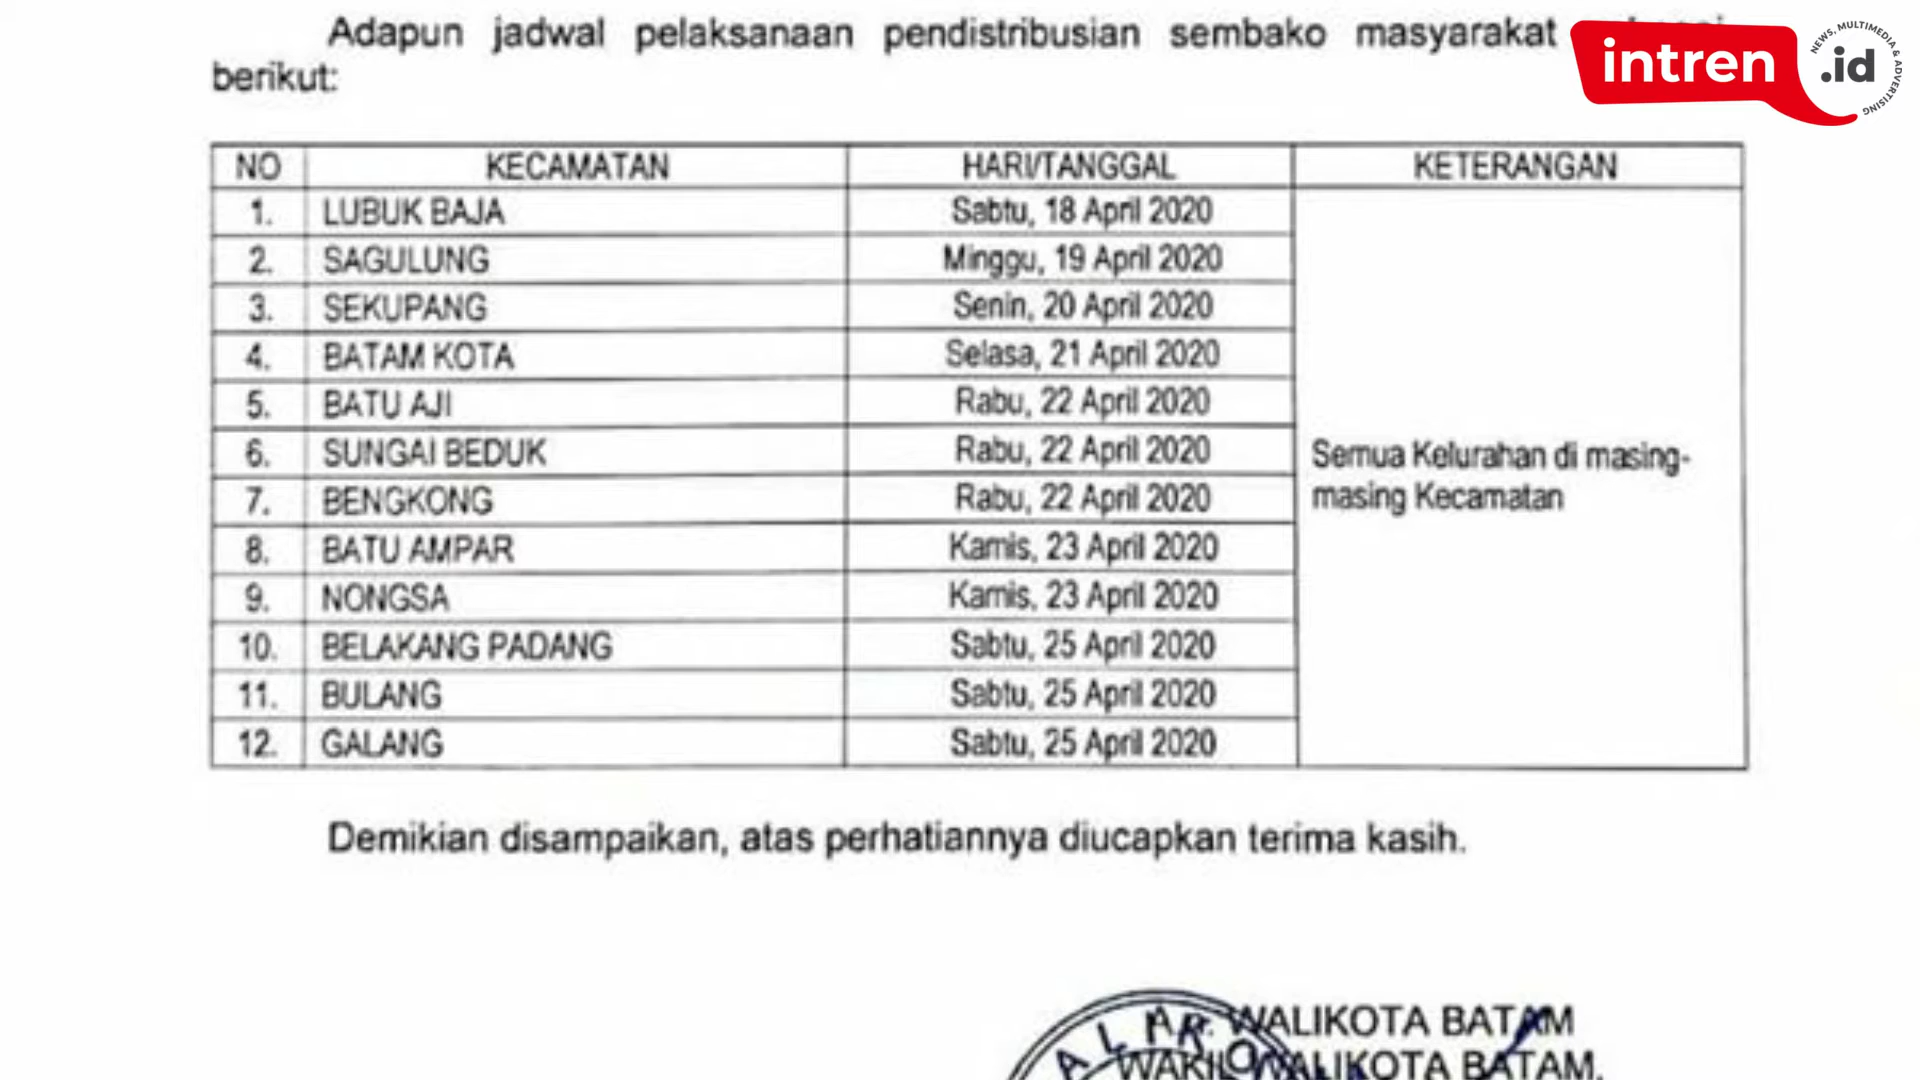 Adapun jadwal pelaksanaan pendistribusian sembako masyarakat
berikut:
intren.id
NEWS, MULTIMEDIA & ADVERTISING
NO KECAMATAN HARI/TANGGAL KETERANGAN
1. LUBUK BAJA Sabtu, 18 April 2020
2. SAGULUNG Minggu, 19 April 2020
3. SEKUPANG Senin, 20 April 2020
4. BATAM KOTA Selasa, 21 April 2020
5. BATU AJI Rabu, 22 April 2020
6. SUNGAI BEDUK Rabu, 22 April 2020
7. BENGKONG Rabu, 22 April 2020
8. BATU AMPAR Kamis, 23 April 2020
9. NONGSA Kamis, 23 April 2020
10. BELAKANG PADANG Sabtu, 25 April 2020
11. BULANG Sabtu, 25 April 2020
12. GALANG Sabtu, 25 April 2020
Semua Kelurahan di masing-
masing Kecamatan
Demikian disampaikan, atas perhatiannya diucapkan terima kasih.
WALIKOTA BATAM
WAKIL WALIKOTA BATAM,